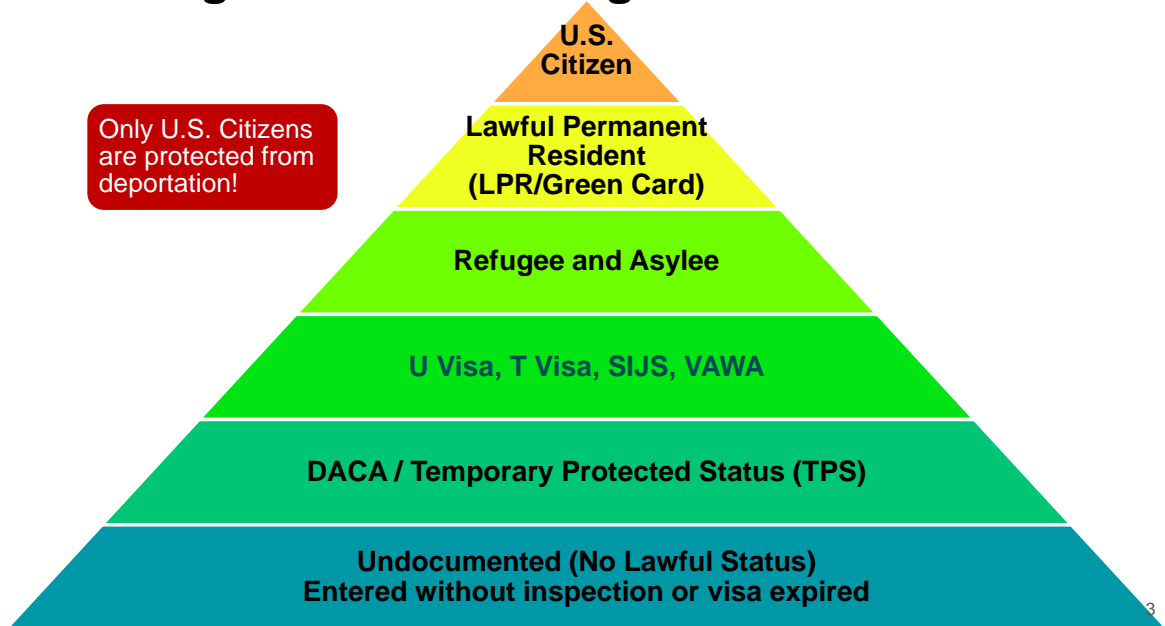 U.S.
Citizen
Only U.S. Citizens
are protected from
deportation!
Lawful Permanent
Resident
(LPR/Green Card)
Refugee and Asylee
U Visa, T Visa, SIJS, VAWA
DACA / Temporary Protected Status (TPS)
Undocumented (No Lawful Status)
Entered without inspection or visa expired
3